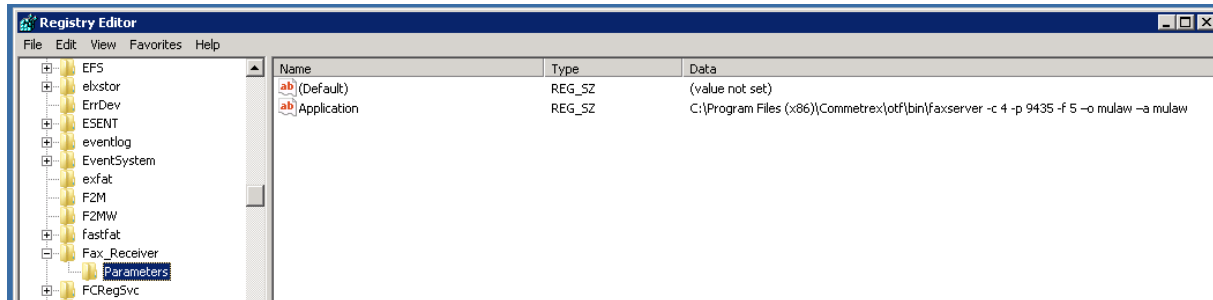 Registry Editor
File Edit View Favorites Help
EFS
elxstor
ErrDev
ESENT
eventlog
EventSystem
exfat
F2M
F2MW
fastfat
Fax_Receiver
Parameters
FCRegSvc
Name Type Data
ab (Default) REG_SZ (value not set)
ab Application REG_SZ C:\Program Files (x86)\Commetrex\otf\bin\faxserver -c 4 -p 9435 -f 5 –o mulaw –a mulaw